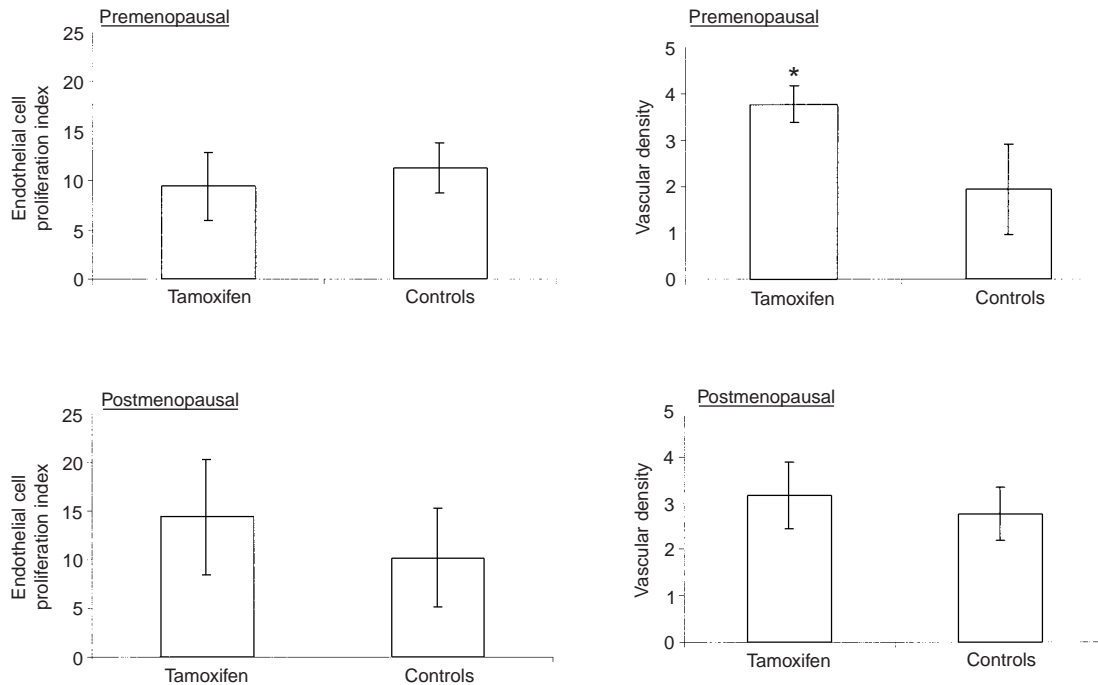 Premenopausal
25
20
15
10
5
0
Endothelial cell
proliferation index
Tamoxifen
Controls
Premenopausal
5
4
3
2
1
0
Vascular density
*
Tamoxifen
Controls
Postmenopausal
25
20
15
10
5
0
Endothelial cell
proliferation index
Tamoxifen
Controls
Postmenopausal
5
4
3
2
1
0
Vascular density
Tamoxifen
Controls